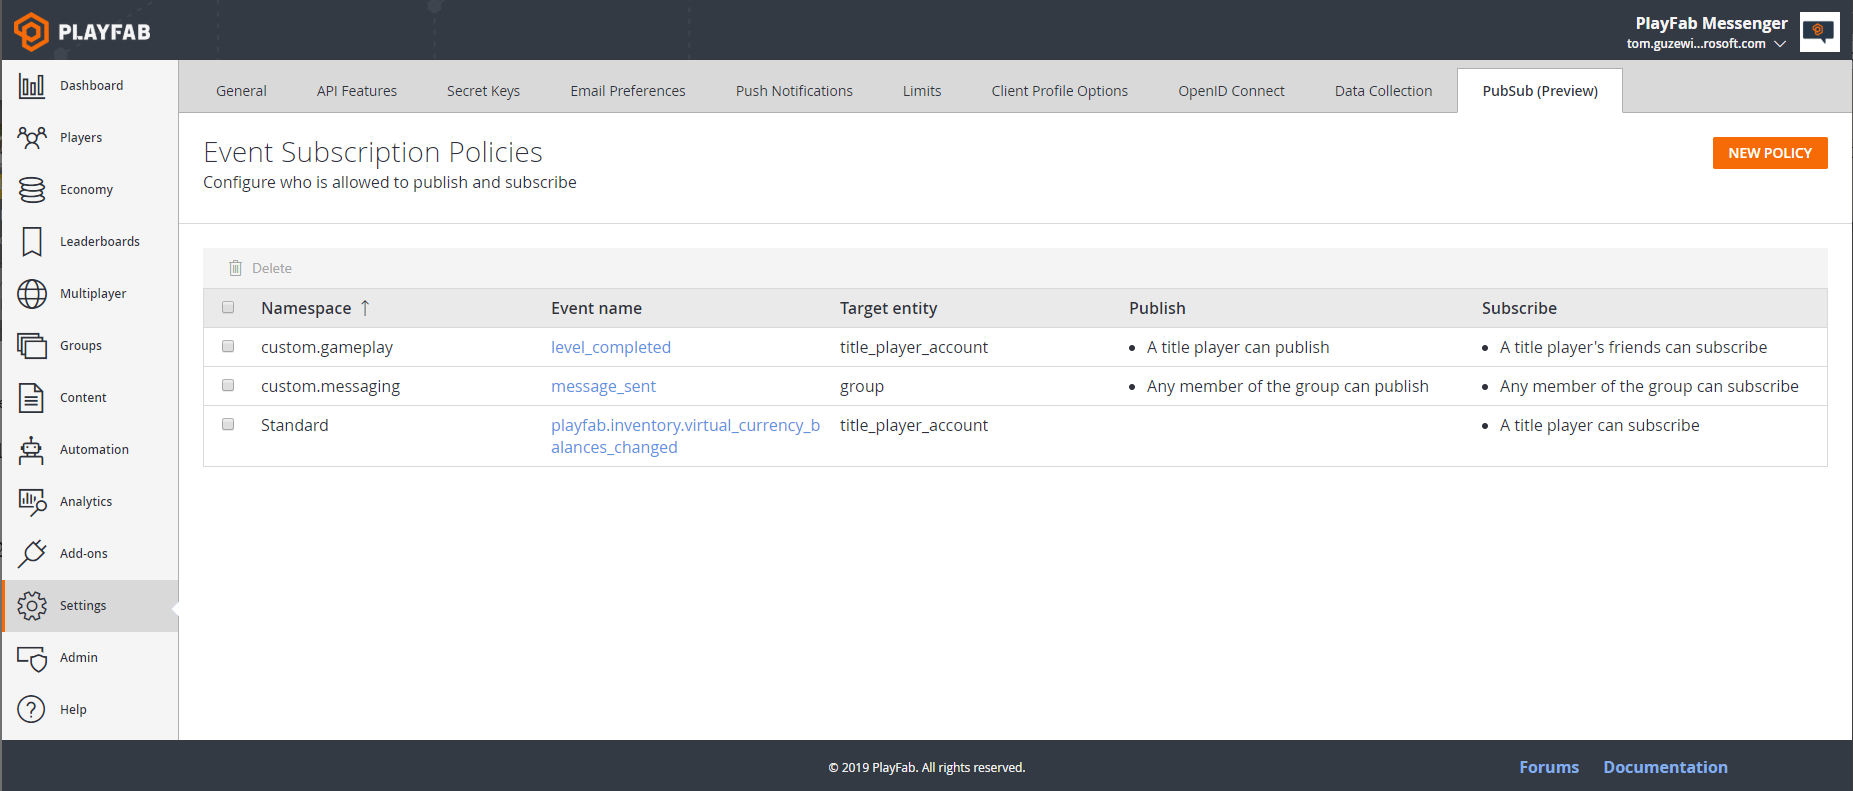 PLAYFAB
PlayFab Messenger
tom.guzewi...rosoft.com
Dashboard
Players
Economy
Leaderboards
Multiplayer
Groups
Content
Automation
Analytics
Add-ons
Settings
Admin
Help
General API Features Secret Keys Email Preferences Push Notifications Limits Client Profile Options OpenID Connect Data Collection PubSub (Preview)
Event Subscription Policies
Configure who is allowed to publish and subscribe
NEW POLICY
Delete
Namespace ↑ Event name Target entity Publish Subscribe
custom.gameplay level_completed title_player_account • A title player can publish • A title player's friends can subscribe
custom.messaging message_sent group • Any member of the group can publish • Any member of the group can subscribe
Standard playfab.inventory.virtual_currency_b title_player_account • A title player can subscribe
alances_changed
© 2019 PlayFab. All rights reserved.
Forums Documentation